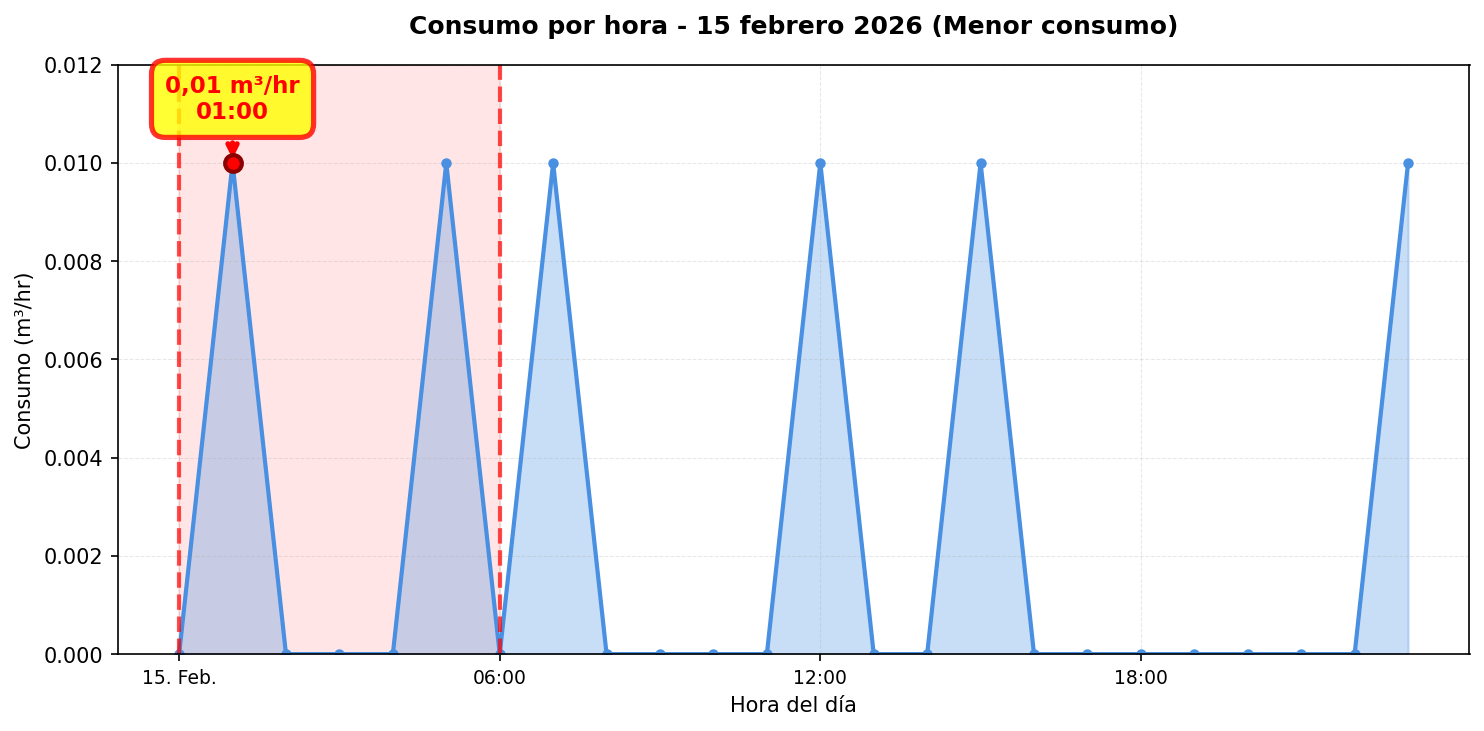 Consumo por hora - 15 febrero 2026 (Menor consumo)
0,01 m³/hr
01:00
Consumo (m³/hr)
0.012
0.010
0.008
0.006
0.004
0.002
0.000
15. Feb.
06:00
12:00
18:00
Hora del día